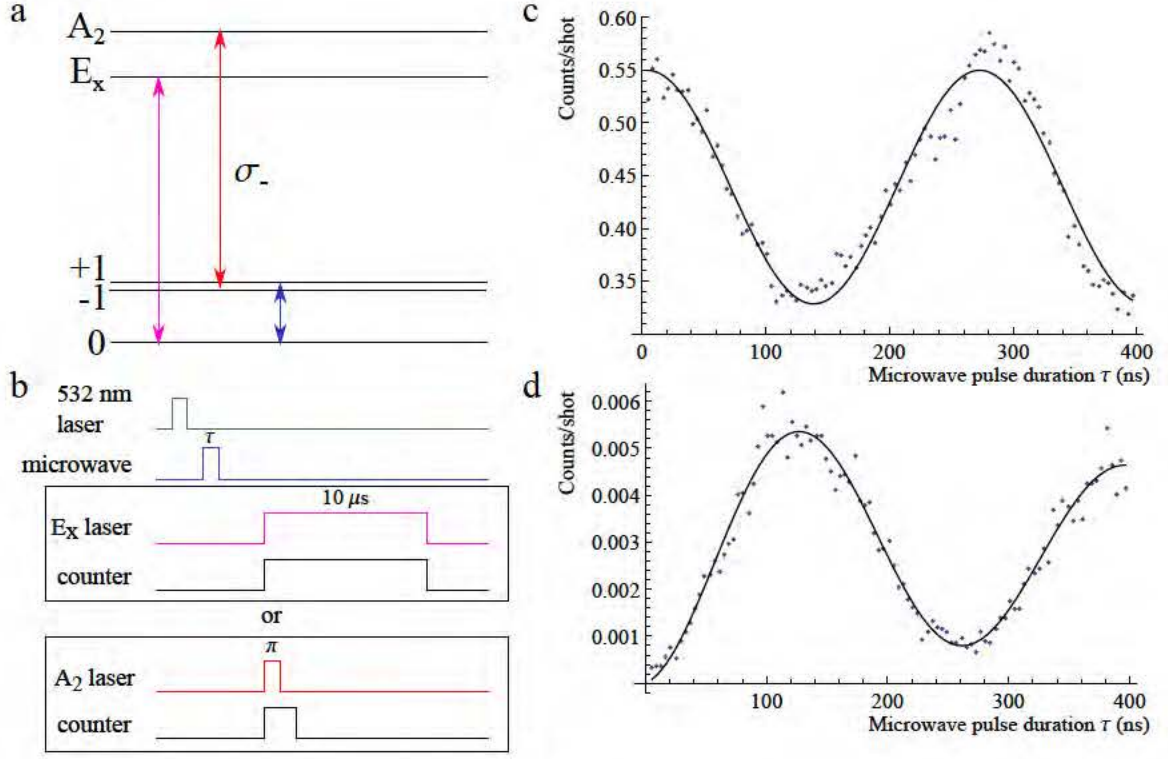 a
A2
Ex
σ-
+1
-1
0
b
532 nm
laser
τ
microwave
10 μs
Ex laser
counter
or
π
A2 laser
counter
c
Counts/shot
0.60
0.55
0.50
0.45
0.40
0.35
0 100 200 300 400
Microwave pulse duration τ (ns)
d
Counts/shot
0.006
0.005
0.004
0.003
0.002
0.001
0 100 200 300 400
Microwave pulse duration τ (ns)